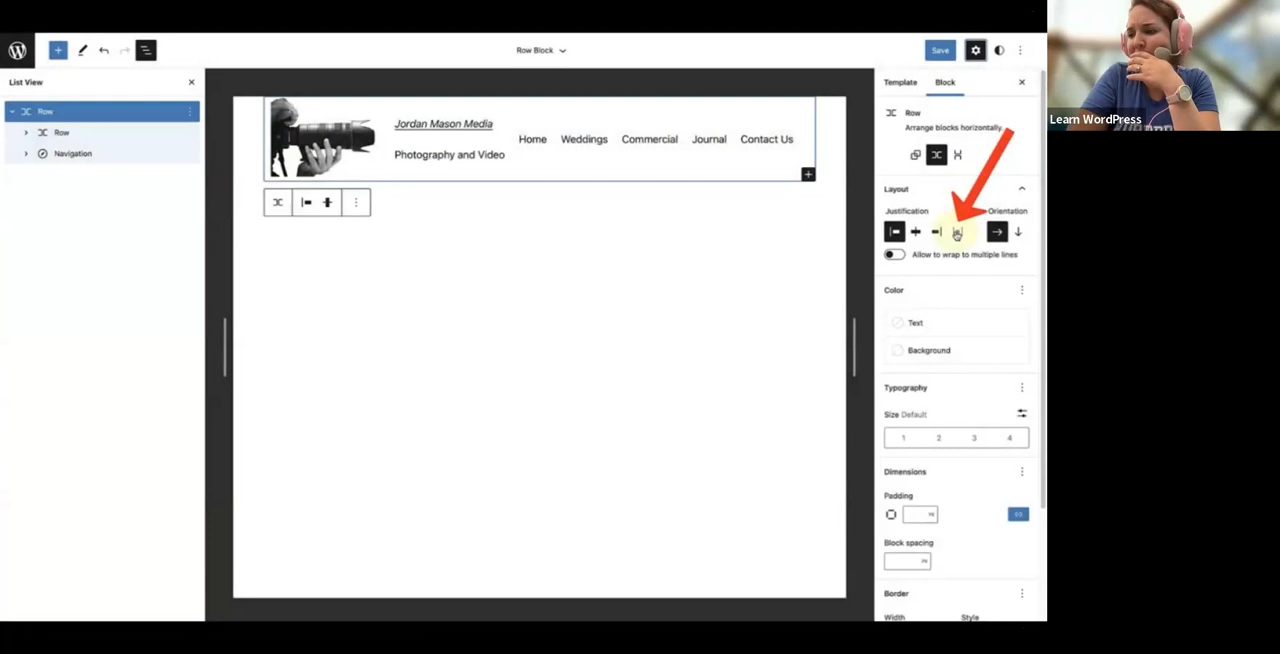 Row Block
Save
List View
Row
Row
Navigation
Jordan Mason Media
Photography and Video
Home Weddings Commercial Journal Contact Us
Template Block
Row
Arrange blocks horizontally.
Layout
Justification Orientation
Allow to wrap to multiple lines
Color
Text
Background
Typography
Size Default
1 2 3 4
Dimensions
Padding
PX
Block spacing
PX
Border
Width Style
Learn WordPress